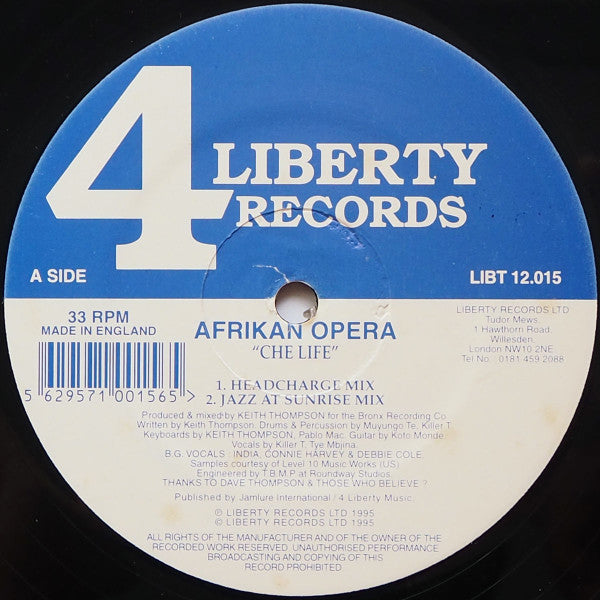 4 LIBERTY
RECORDS
A SIDE
LIBT 12.015
33 RPM
MADE IN ENGLAND
5 629571 001565 >
LIBERTY RECORDS LTD
Tudor Mews,
1 Hawthorn Road,
Willesden,
London NW10 2NE
Tel No. 0181 459 2088
AFRIKAN OPERA
"CHE LIFE"
1. HEADCHARGE MIX
2. JAZZ AT SUNRISE MIX
Produced & mixed by KEITH THOMPSON for the Bronx Recording Co.
Written by Keith Thompson. Drums & Percussion by Muyungo Te, Killer T.
Keyboards by KEITH THOMPSON, Pablo Mac. Guitar by Koto Monde.
Vocals by Killer T. Tye Mbjina.
B.G. VOCALS : INDIA, CONNIE HARVEY & DEBBIE COLE.
Samples courtesy of Level 10 Music Works (US)
Engineered by T.B.M.P at Roundway Studios.
THANKS TO DAVE THOMPSON & THOSE WHO BELIEVE ?
Published by Jamlure International / 4 Liberty Music.
℗ LIBERTY RECORDS LTD 1995
© LIBERTY RECORDS LTD 1995
ALL RIGHTS OF THE MANUFACTURER AND OF THE OWNER OF THE
RECORDED WORK RESERVED. UNAUTHORISED PERFORMANCE
BROADCASTING AND COPYING OF THIS
RECORD PROHIBITED.